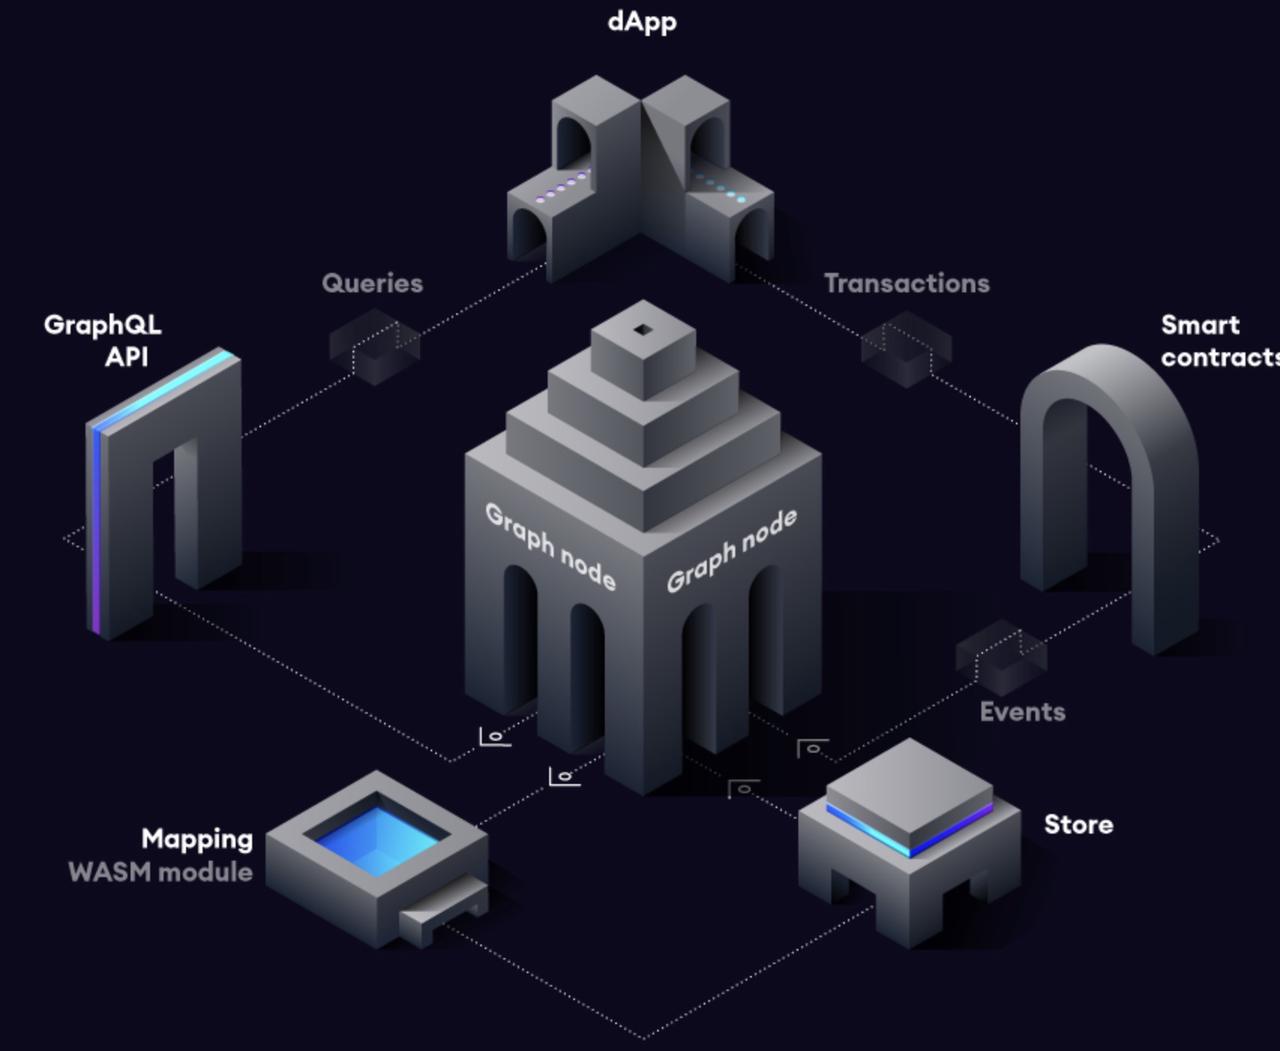 dApp
Queries
Transactions
GraphQL
API
Smart
contracts
Graph node
Graph node
Events
Mapping
WASM module
Store